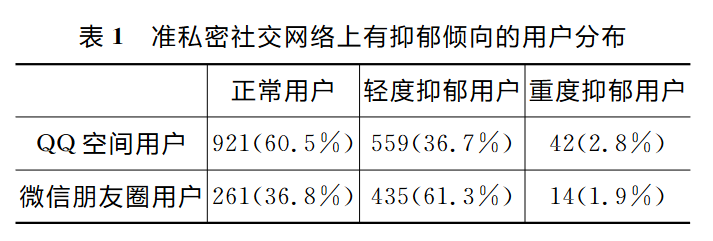 表 1 准私密社交网络上有抑郁倾向的用户分布
正常用户 轻度抑郁用户 重度抑郁用户
QQ 空间用户 921(60.5%) 559(36.7%) 42(2.8%)
微信朋友圈用户 261(36.8%) 435(61.3%) 14(1.9%)